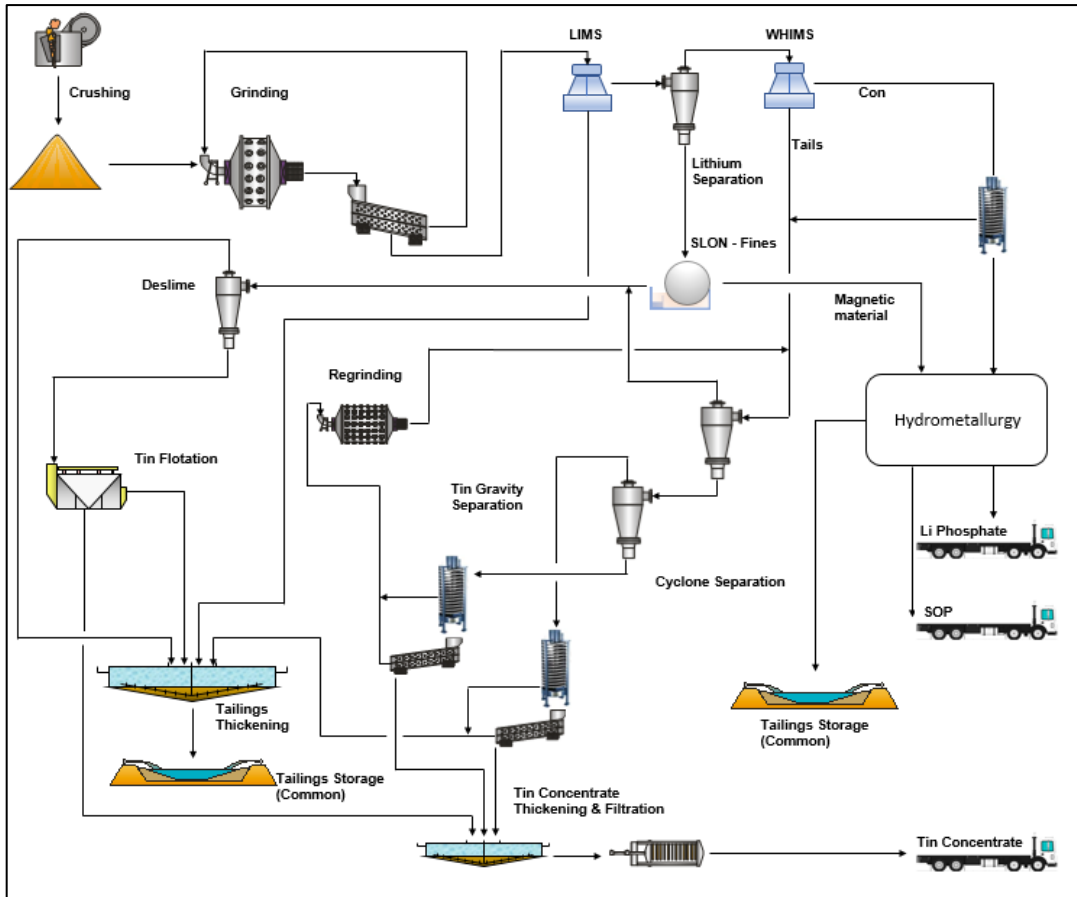 LIMS
WHIMS
Crushing
Grinding
Con
Tails
Lithium
Separation
SLON - Fines
Deslime
Magnetic
material
Regrinding
Hydrometallurgy
Tin Flotation
Tin Gravity
Separation
Li Phosphate
Cyclone Separation
SOP
Tailings
Thickening
Tailings Storage
(Common)
Tailings Storage
(Common)
Tin Concentrate
Thickening & Filtration
Tin Concentrate